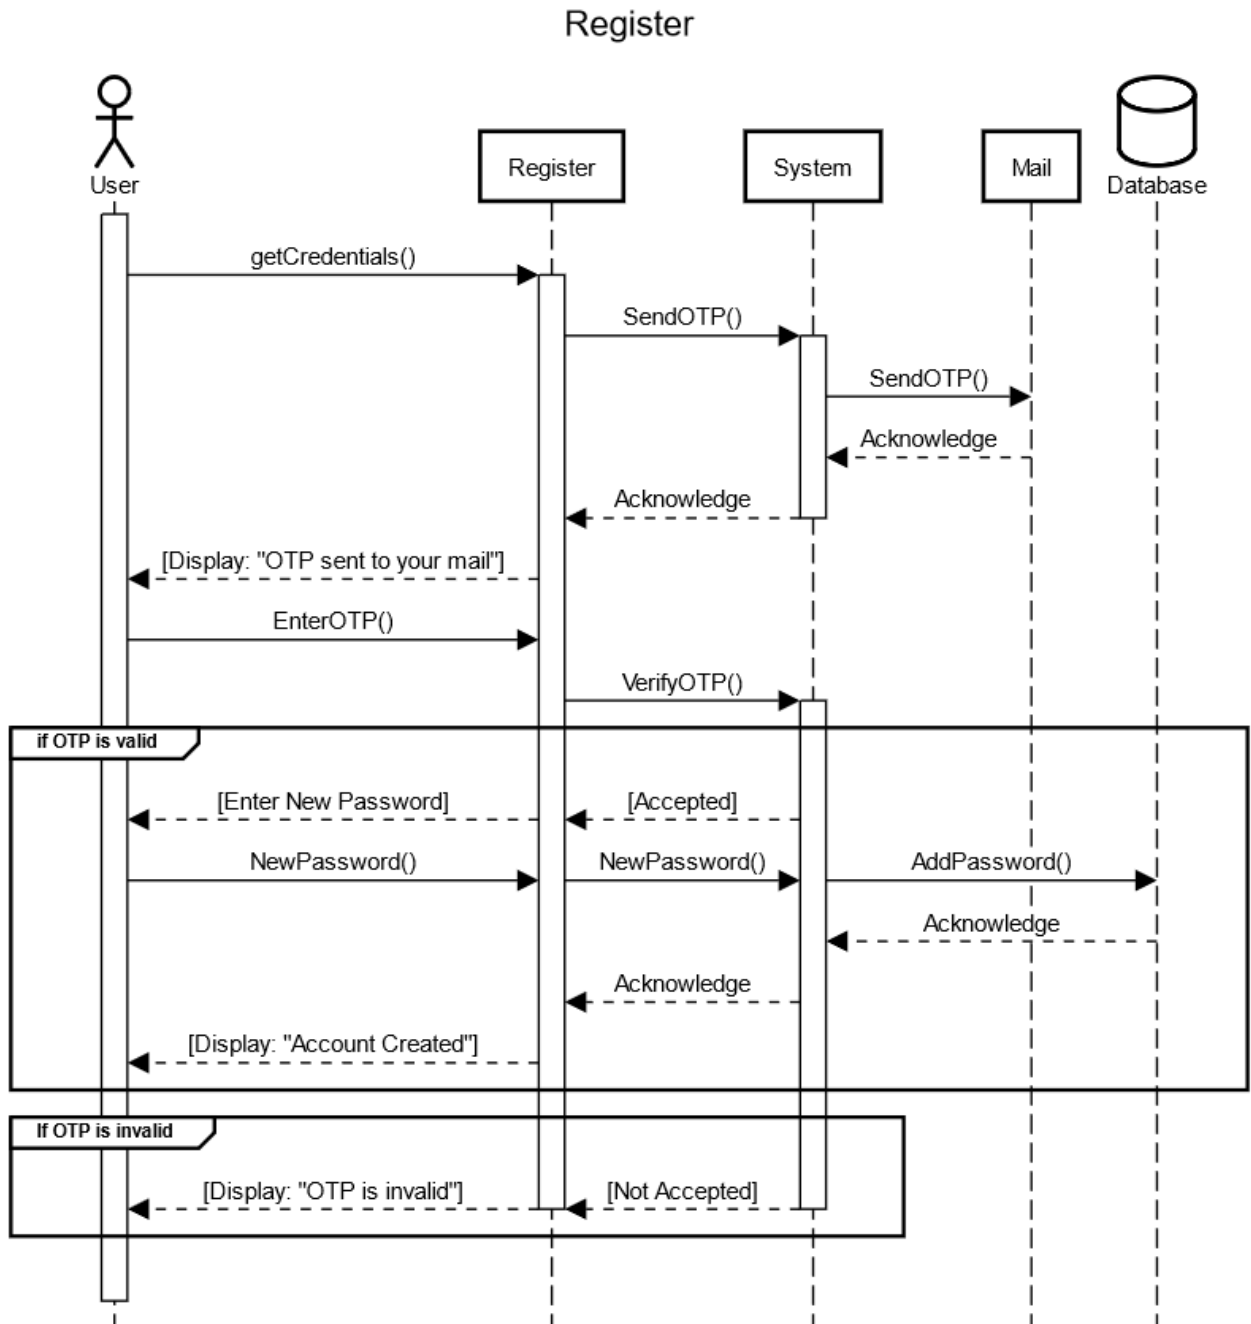 Register
User
Register
System
Mail
Database
getCredentials()
SendOTP()
SendOTP()
Acknowledge
Acknowledge
[Display: "OTP sent to your mail"]
EnterOTP()
VerifyOTP()
if OTP is valid
[Enter New Password]
[Accepted]
NewPassword()
NewPassword()
AddPassword()
Acknowledge
Acknowledge
[Display: "Account Created"]
If OTP is invalid
[Display: "OTP is invalid"]
[Not Accepted]